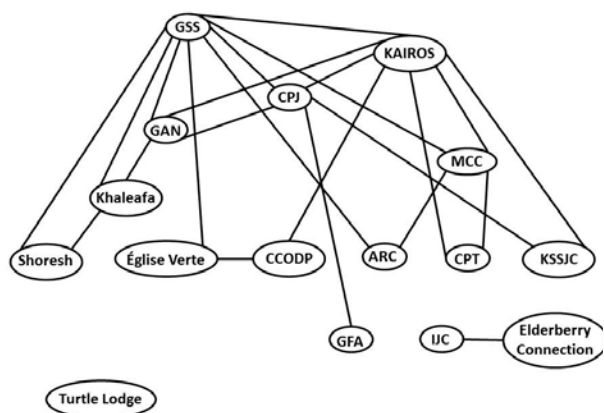 GSS
KAIROS
CPJ
GAN
MCC
Khaleafa
Shoresh
Église Verte
CCODP
ARC
CPT
KSSJC
GFA
IJC
Elderberry
Connection
Turtle Lodge